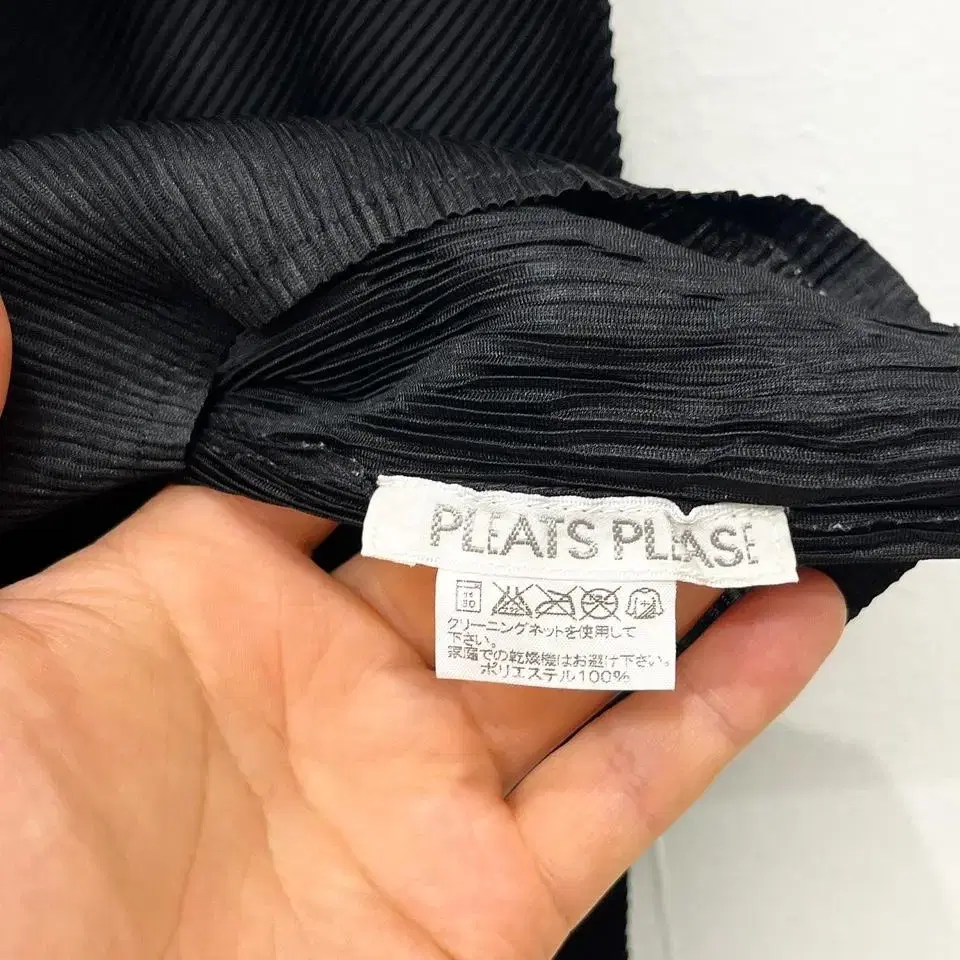 PLEATS PLEASE
クリーニングネットを使用して
下さい。
家庭での乾燥機はお避け下さい。
ポリエステル100%